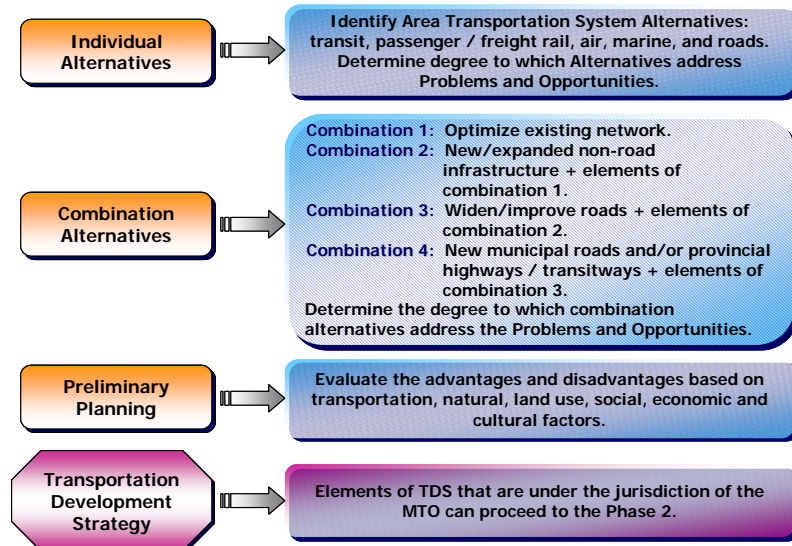 Individual
Alternatives
Identify Area Transportation System Alternatives:
transit, passenger / freight rail, air, marine, and roads.
Determine degree to which Alternatives address
Problems and Opportunities.
Combination
Alternatives
Combination 1: Optimize existing network.
Combination 2: New/expanded non-road
infrastructure + elements of
combination 1.
Combination 3: Widen/improve roads + elements of
combination 2.
Combination 4: New municipal roads and/or provincial
highways / transitways + elements of
combination 3.
Determine the degree to which combination
alternatives address the Problems and Opportunities.
Preliminary
Planning
Evaluate the advantages and disadvantages based on
transportation, natural, land use, social, economic and
cultural factors.
Transportation
Development
Strategy
Elements of TDS that are under the jurisdiction of the
MTO can proceed to the Phase 2.